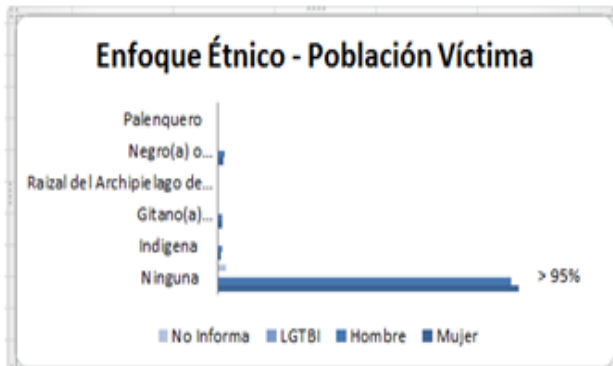 Enfoque Étnico - Población Víctima
Palenquero
Negro(a) o...
Raizal del Archipielago de...
Gitano(a)...
Indigena
Ninguna
> 95%
No Informa LGTBI Hombre Mujer